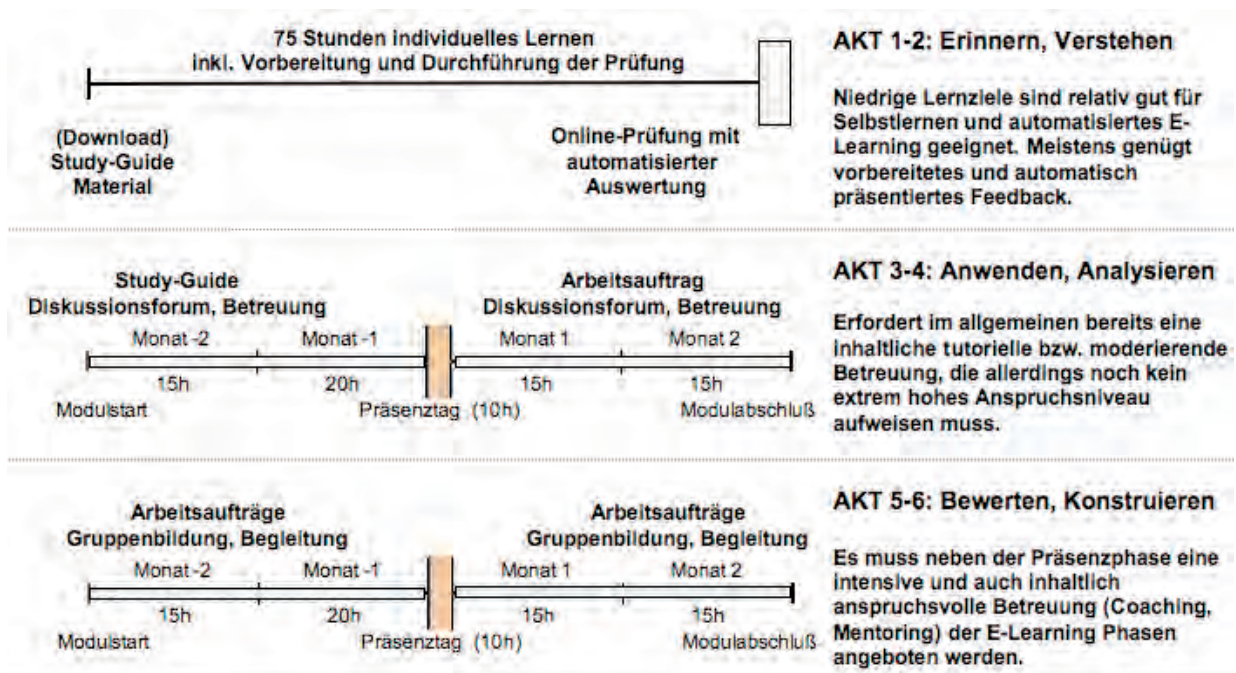 75 Stunden individuelles Lernen
inkl. Vorbereitung und Durchführung der Prüfung
(Download)
Study-Guide
Material
Online-Prüfung mit
automatisierter
Auswertung
AKT 1-2: Erinnern, Verstehen
Niedrige Lernziele sind relativ gut für
Selbstlernen und automatisiertes E-
Learning geeignet. Meistens genügt
vorbereitetes und automatisch
präsentiertes Feedback.
Study-Guide
Diskussionsforum, Betreuung
Arbeitsauftrag
Diskussionsforum, Betreuung
Monat -2
Monat -1
Monat 1
Monat 2
15h
20h
15h
15h
Modulstart
Präsenztag (10h)
Modulabschluß
AKT 3-4: Anwenden, Analysieren
Erfordert im allgemeinen bereits eine
inhaltliche tutorielle bzw. moderierende
Betreuung, die allerdings noch kein
extrem hohes Anspruchsniveau
aufweisen muss.
Arbeitsaufträge
Gruppenbildung, Begleitung
Arbeitsaufträge
Gruppenbildung, Begleitung
Monat -2
Monat -1
Monat 1
Monat 2
15h
20h
15h
15h
Modulstart
Präsenztag (10h)
Modulabschluß
AKT 5-6: Bewerten, Konstruieren
Es muss neben der Präsenzphase eine
intensive und auch inhaltlich
anspruchsvolle Betreuung (Coaching,
Mentoring) der E-Learning Phasen
angeboten werden.